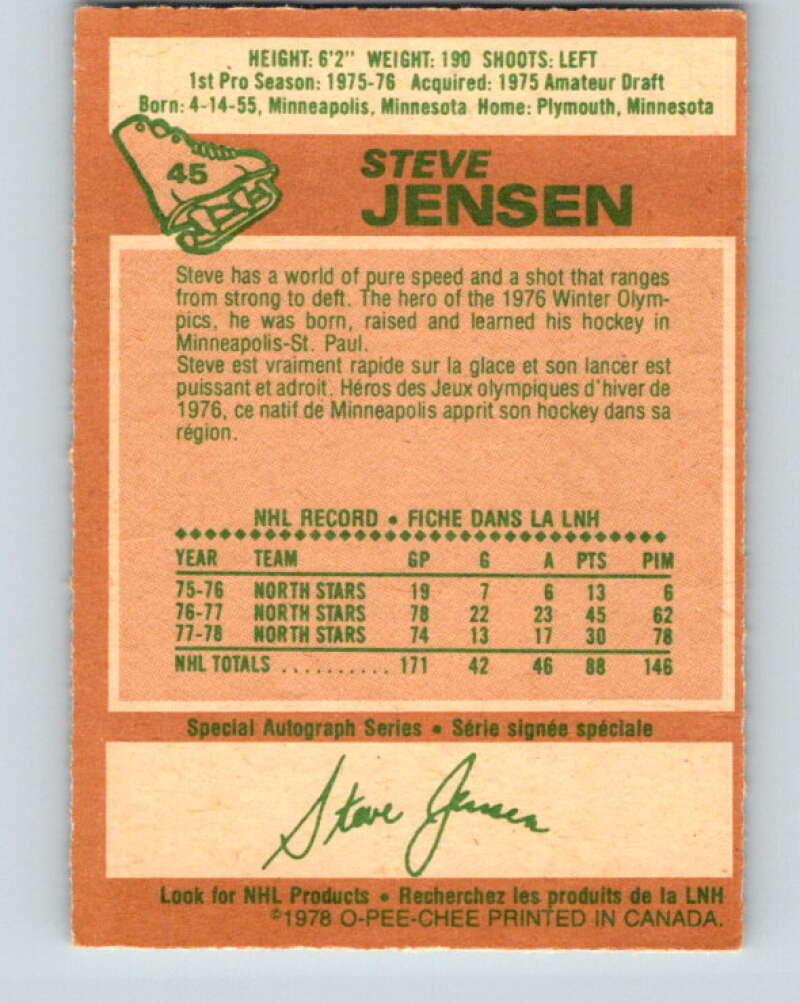 HEIGHT: 6'2" WEIGHT: 190 SHOOTS: LEFT
1st Pro Season: 1975-76 Acquired: 1975 Amateur Draft
Born: 4-14-55, Minneapolis, Minnesota Home: Plymouth, Minnesota
45
STEVE
JENSEN
Steve has a world of pure speed and a shot that ranges
from strong to deft. The hero of the 1976 Winter Olym-
pics, he was born, raised and learned his hockey in
Minneapolis-St. Paul.
Steve est vraiment rapide sur la glace et son lancer est
puissant et adroit. Héros des Jeux olympiques d'hiver de
1976, ce natif de Minneapolis apprit son hockey dans sa
région.
NHL RECORD • FICHE DANS LA LNH
YEAR TEAM GP G A PTS PIM
75-76 NORTH STARS 19 7 6 13 6
76-77 NORTH STARS 78 22 23 45 62
77-78 NORTH STARS 74 13 17 30 78
NHL TOTALS .......... 171 42 46 88 146
Special Autograph Series • Série signée spéciale
Steve Jensen
Look for NHL Products • Recherchez les produits de la LNH
©1978 O-PEE-CHEE PRINTED IN CANADA.